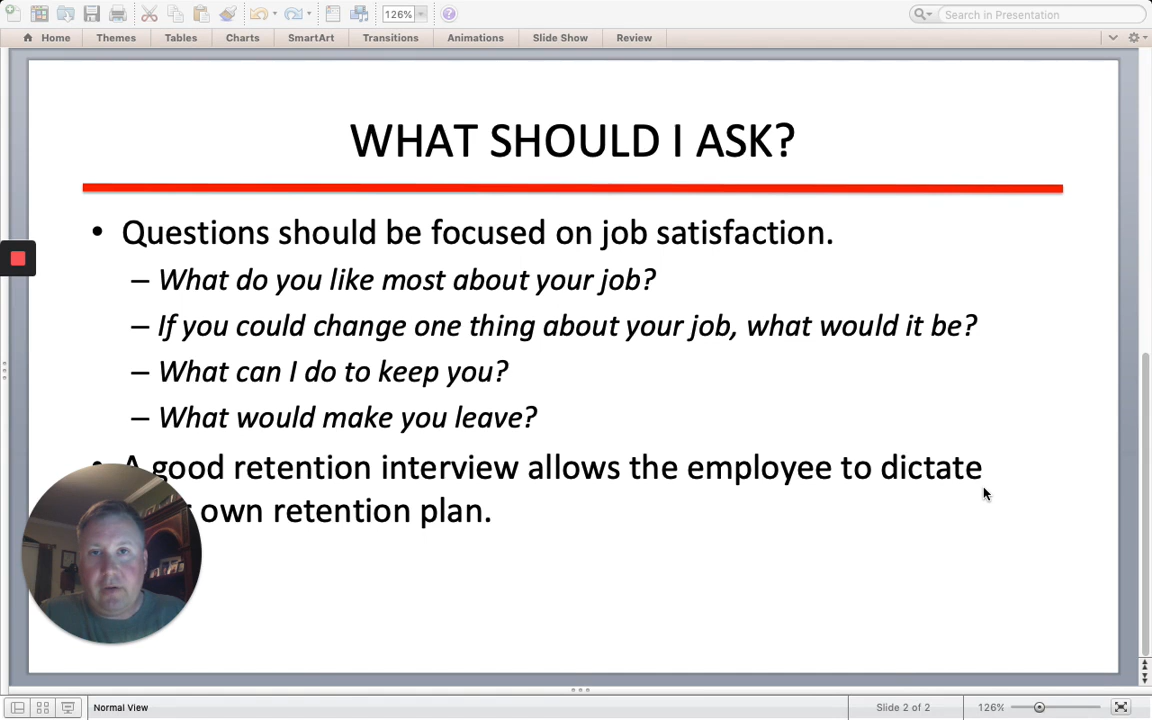 126%
Search in Presentation
Home Themes Tables Charts SmartArt Transitions Animations Slide Show Review
WHAT SHOULD I ASK?
• Questions should be focused on job satisfaction.
– What do you like most about your job?
– If you could change one thing about your job, what would it be?
– What can I do to keep you?
– What would make you leave?
• A good retention interview allows the employee to dictate
own retention plan.
Normal View
Slide 2 of 2
126%